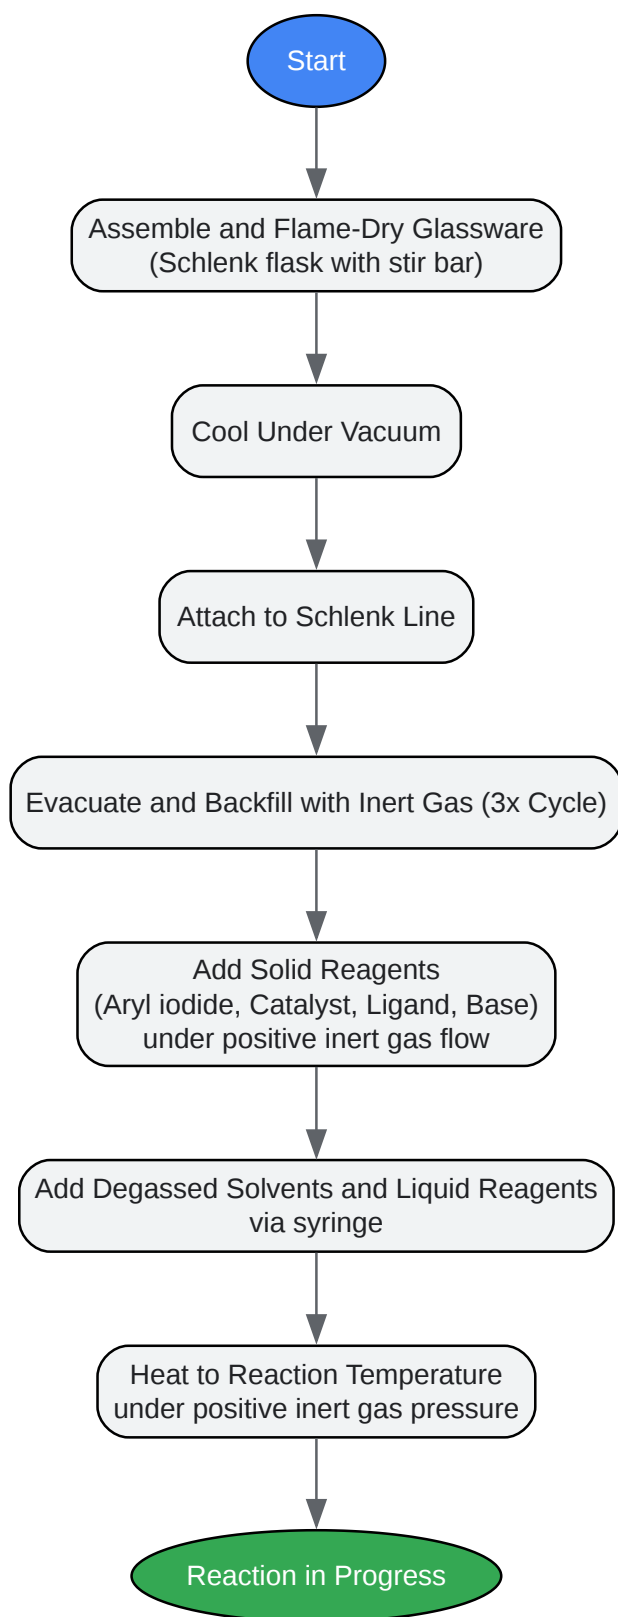 Start
Assemble and Flame-Dry Glassware
(Schlenk flask with stir bar)
Cool Under Vacuum
Attach to Schlenk Line
Evacuate and Backfill with Inert Gas (3x Cycle)
Add Solid Reagents
(Aryl iodide, Catalyst, Ligand, Base)
under positive inert gas flow
Add Degassed Solvents and Liquid Reagents
via syringe
Heat to Reaction Temperature
under positive inert gas pressure
Reaction in Progress